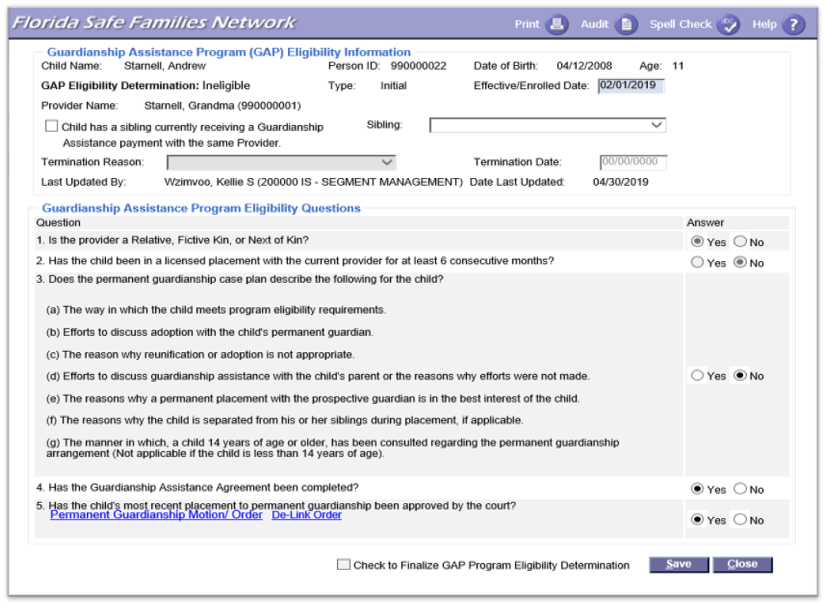 Florida Safe Families Network
Print Audit Spell Check Help ?
Guardianship Assistance Program (GAP) Eligibility Information
Child Name: Starnell, Andrew Person ID: 990000022 Date of Birth: 04/12/2008 Age: 11
GAP Eligibility Determination: Ineligible Type: Initial Effective/Enrolled Date: 02/01/2019
Provider Name: Starnell, Grandma (990000001)
Child has a sibling currently receiving a Guardianship Sibling:
Assistance payment with the same Provider.
Termination Reason: Termination Date: 00/00/0000
Last Updated By: Wzimvoo, Kellie S (200000 IS - SEGMENT MANAGEMENT) Date Last Updated: 04/30/2019
Guardianship Assistance Program Eligibility Questions
Question Answer
1. Is the provider a Relative, Fictive Kin, or Next of Kin? Yes No
2. Has the child been in a licensed placement with the current provider for at least 6 consecutive months? Yes No
3. Does the permanent guardianship case plan describe the following for the child?
(a) The way in which the child meets program eligibility requirements.
(b) Efforts to discuss adoption with the child's permanent guardian.
(c) The reason why reunification or adoption is not appropriate.
(d) Efforts to discuss guardianship assistance with the child's parent or the reasons why efforts were not made. Yes No
(e) The reasons why a permanent placement with the prospective guardian is in the best interest of the child.
(f) The reasons why the child is separated from his or her siblings during placement, if applicable.
(g) The manner in which, a child 14 years of age or older, has been consulted regarding the permanent guardianship
arrangement (Not applicable if the child is less than 14 years of age).
4. Has the Guardianship Assistance Agreement been completed? Yes No
5. Has the child's most recent placement to permanent guardianship been approved by the court?
Permanent Guardianship Motion/ Order De-Link Order Yes No
Check to Finalize GAP Program Eligibility Determination Save Close